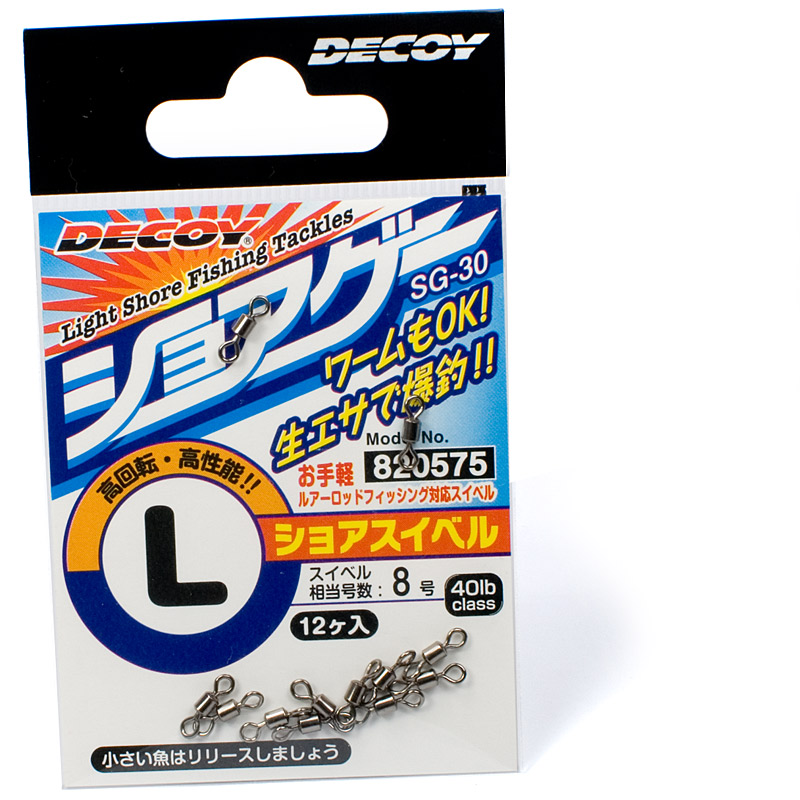 DECOY
DECOY®
Light Shore Fishing Tackles
ショアグー
SG-30
ワームもOK!
生エサで爆釣!!
Model No.
820575
お手軽
ルアーロッドフィッシング対応スイベル
高回転・高性能!!
L
ショアスイベル
スイベル
相当号数: 8号
40lb
class
12ヶ入
小さい魚はリリースしましょう